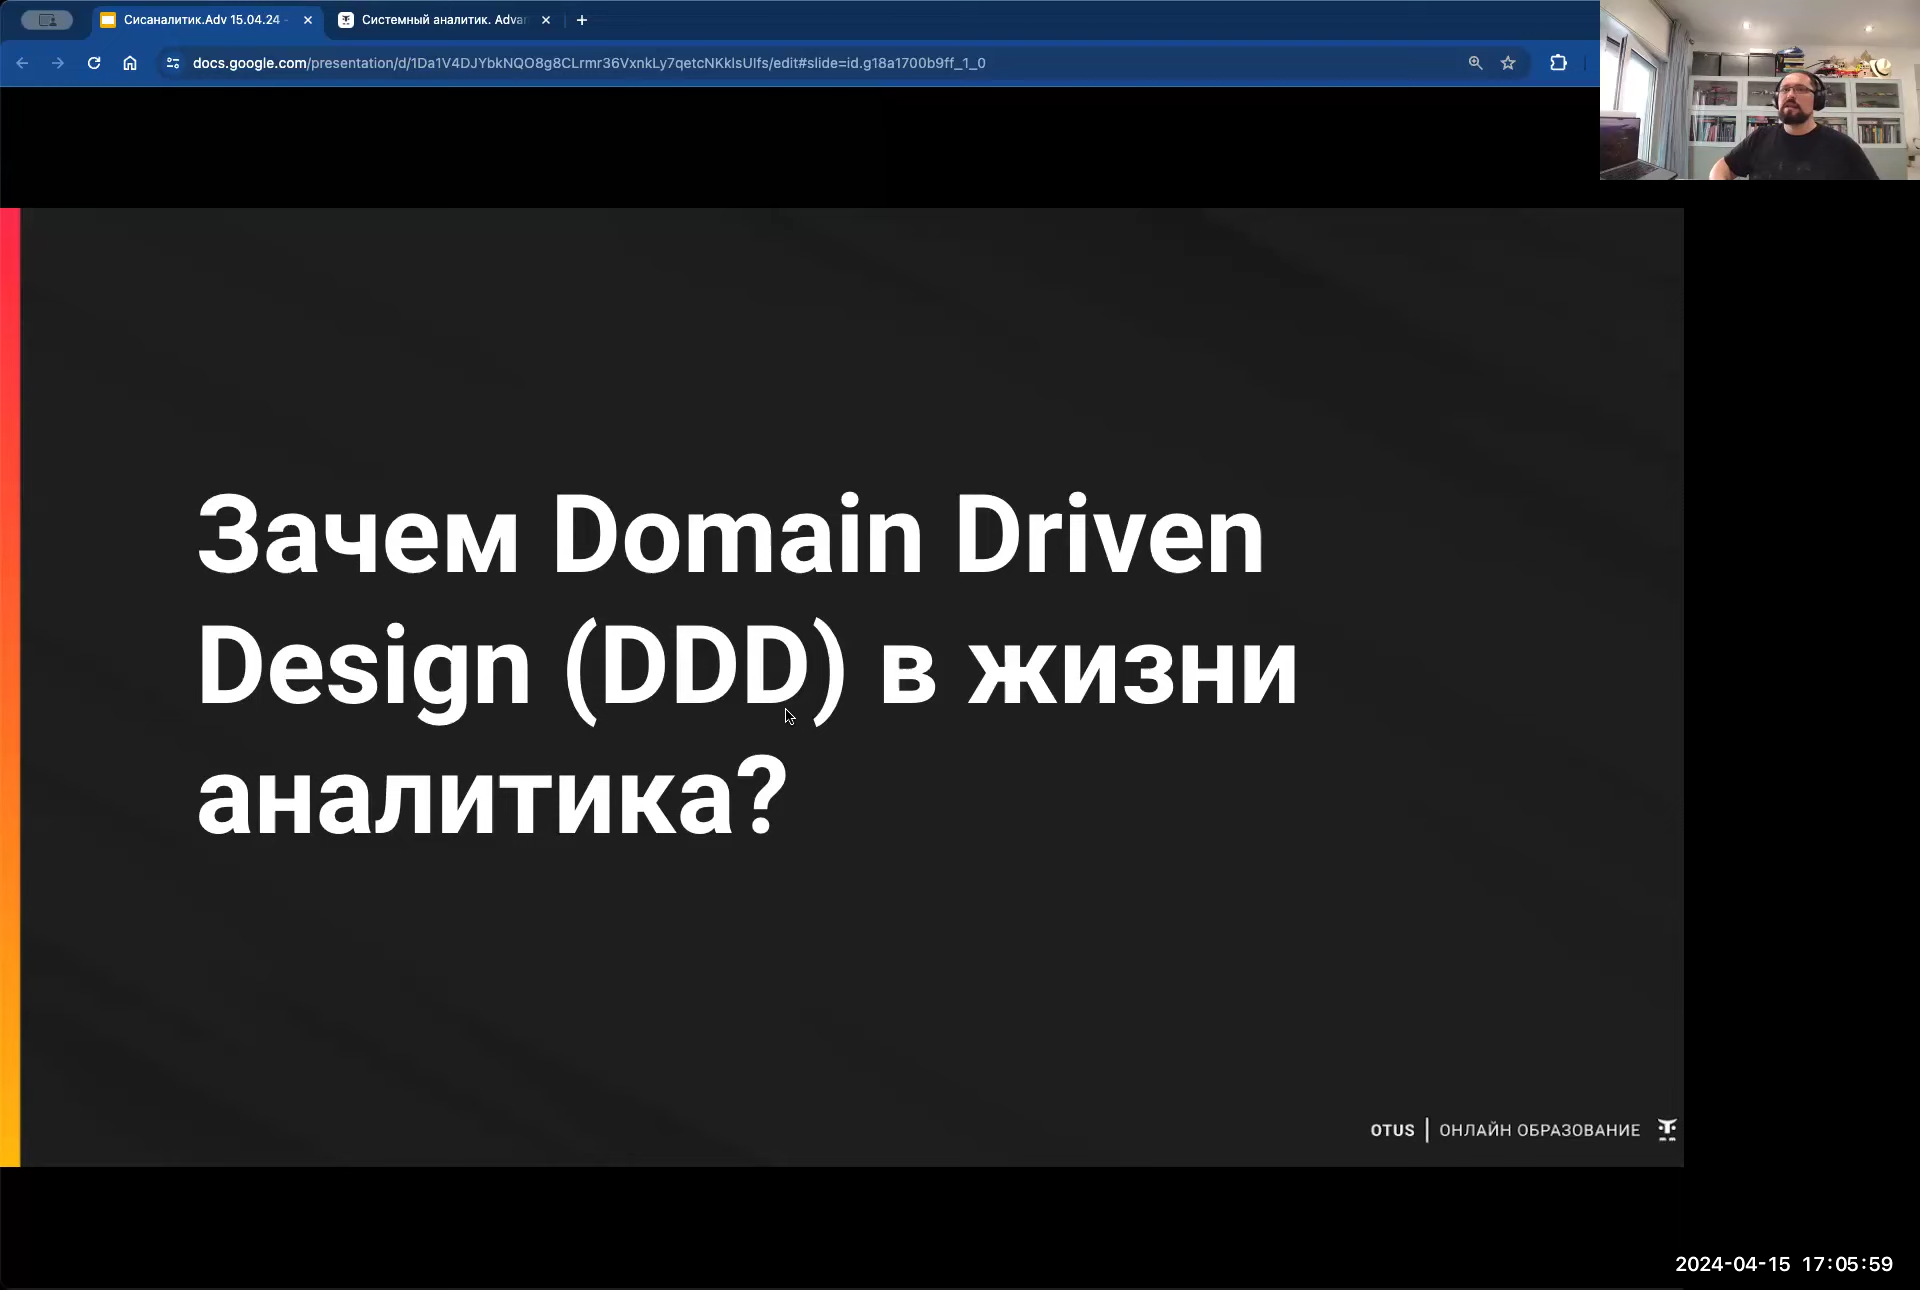 Сисаналитик.Adv 15.04.24 -
Системный аналитик. Advan
docs.google.com/presentation/d/1Da1V4DJYbkNQO8g8CLrmr36VxnkLy7qetcNKklsUlfs/edit#slide=id.g18a1700b9ff_1_0
Зачем Domain Driven
Design (DDD) в жизни
аналитика?
OTUS | ОНЛАЙН ОБРАЗОВАНИЕ
2024-04-15 17:05:59